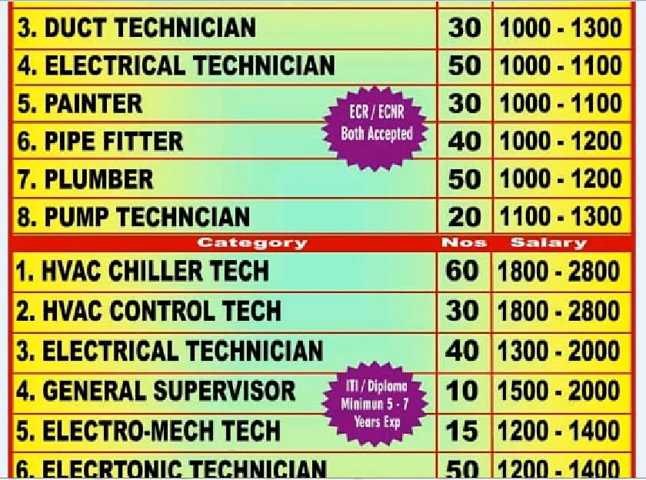 3. DUCT TECHNICIAN 30 1000 - 1300
4. ELECTRICAL TECHNICIAN 50 1000 - 1100
5. PAINTER 30 1000 - 1100
ECR / ECNR
Both Accepted
6. PIPE FITTER 40 1000 - 1200
7. PLUMBER 50 1000 - 1200
8. PUMP TECHNCIAN 20 1100 - 1300
Category Nos Salary
1. HVAC CHILLER TECH 60 1800 - 2800
2. HVAC CONTROL TECH 30 1800 - 2800
3. ELECTRICAL TECHNICIAN 40 1300 - 2000
4. GENERAL SUPERVISOR 10 1500 - 2000
ITI / Diploma
Minimun 5 - 7
Years Exp
5. ELECTRO-MECH TECH 15 1200 - 1400
6. ELECRTONIC TECHNICIAN 50 1200 - 1400